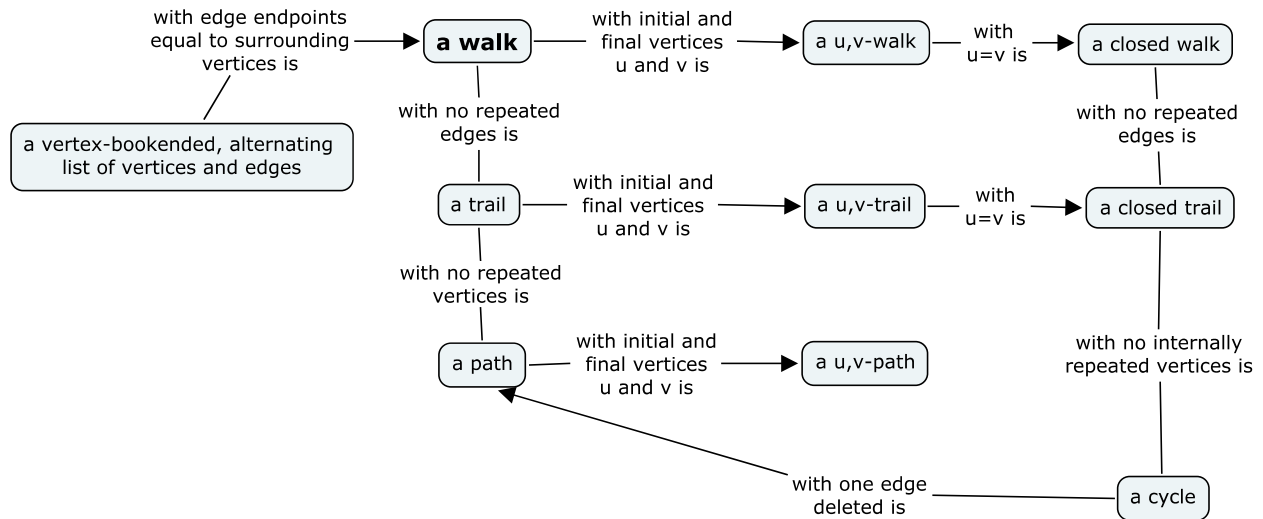 with edge endpoints
equal to surrounding
vertices is
a walk
with initial and
final vertices
u and v is
a u,v-walk
with
u=v is
a closed walk
a vertex-bookended, alternating
list of vertices and edges
with no repeated
edges is
with no repeated
edges is
a trail
with initial and
final vertices
u and v is
a u,v-trail
with
u=v is
a closed trail
with no repeated
vertices is
a path
with initial and
final vertices
u and v is
a u,v-path
with no internally
repeated vertices is
with one edge
deleted is
a cycle